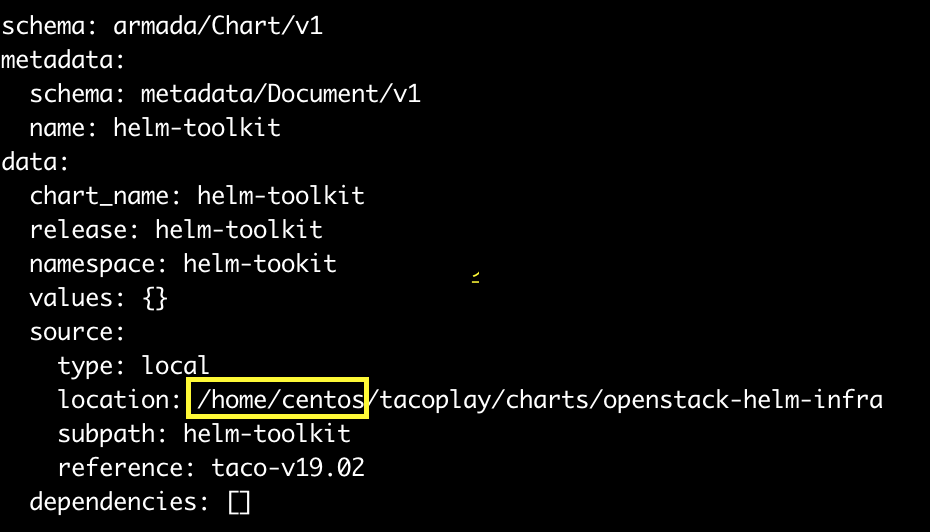 schema: armada/Chart/v1
metadata:
  schema: metadata/Document/v1
  name: helm-toolkit
data:
  chart_name: helm-toolkit
  release: helm-toolkit
  namespace: helm-tookit
  values: {}
  source:
    type: local
    location: /home/centos/tacoplay/charts/openstack-helm-infra
    subpath: helm-toolkit
    reference: taco-v19.02
  dependencies: []